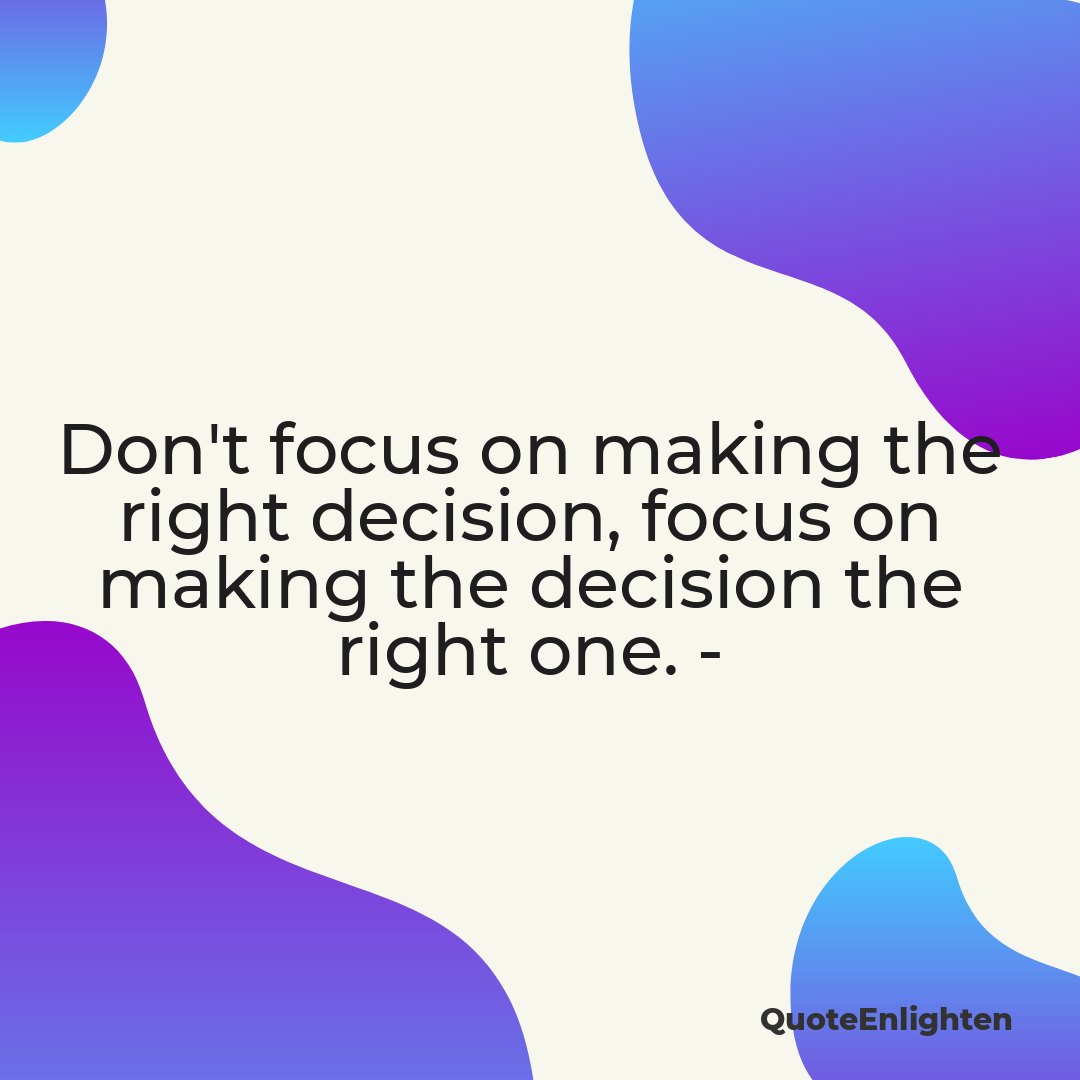 Don't focus on making the
right decision, focus on
making the decision the
right one. -
QuoteEnlighten